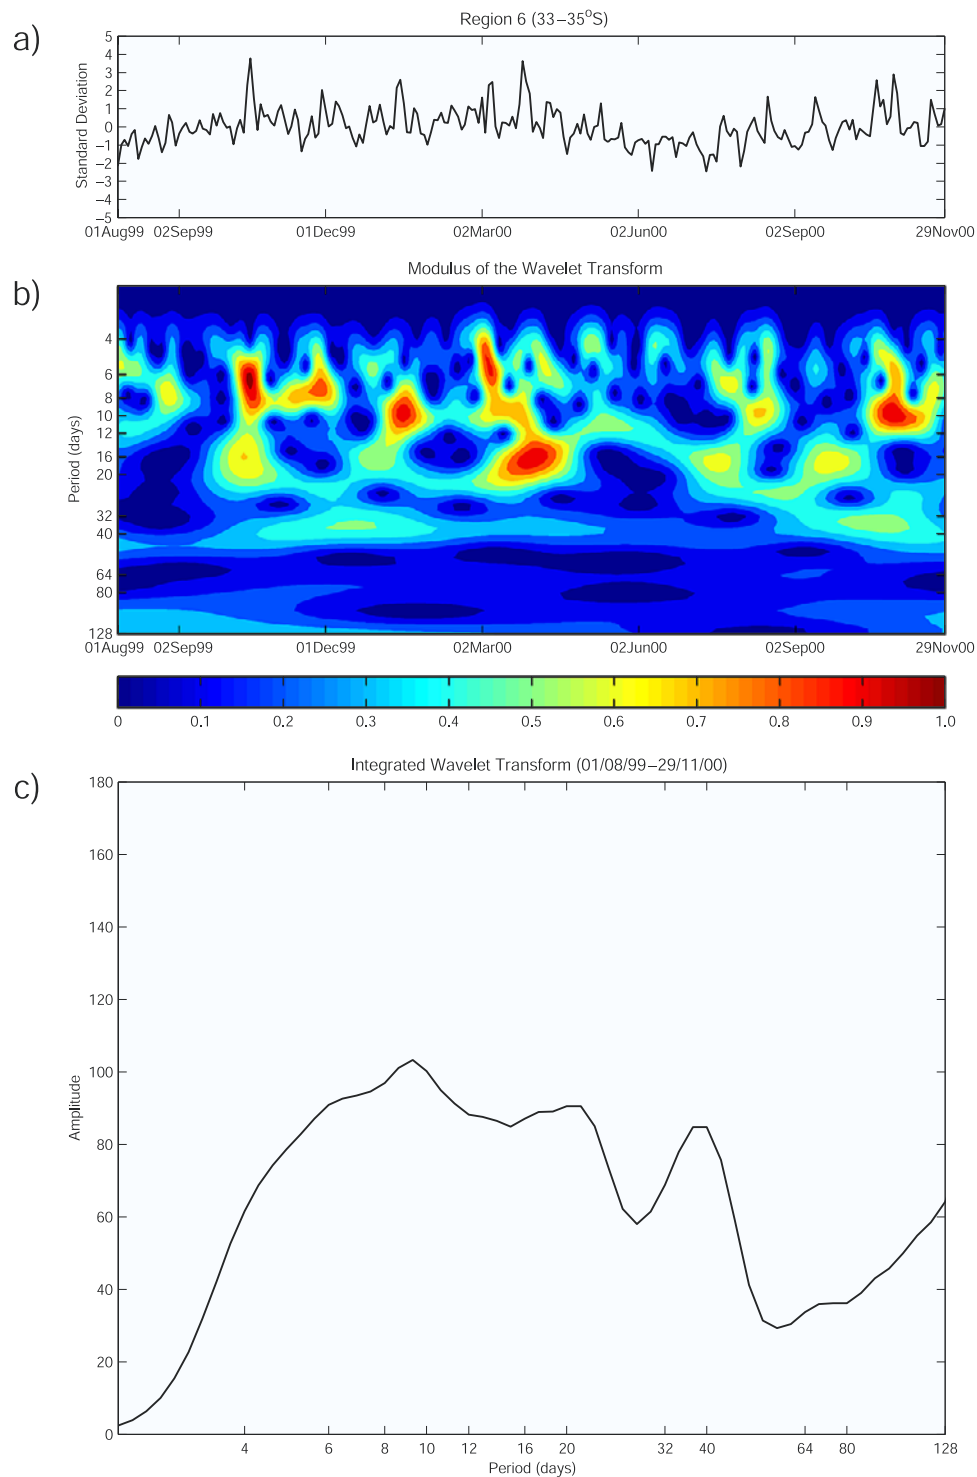 a)
Region 6 (33–35°S)
Standard Deviation
5
4
3
2
1
0
–1
–2
–3
–4
–5
01Aug99 02Sep99 01Dec99 02Mar00 02Jun00 02Sep00 29Nov00
b)
Modulus of the Wavelet Transform
Period (days)
4
6
8
10
12
16
20
32
40
64
80
128
01Aug99 02Sep99 01Dec99 02Mar00 02Jun00 02Sep00 29Nov00
0 0.1 0.2 0.3 0.4 0.5 0.6 0.7 0.8 0.9 1.0
c)
Integrated Wavelet Transform (01/08/99–29/11/00)
Amplitude
180
160
140
120
100
80
60
40
20
0
4 6 8 10 12 16 20 32 40 64 80 128
Period (days)